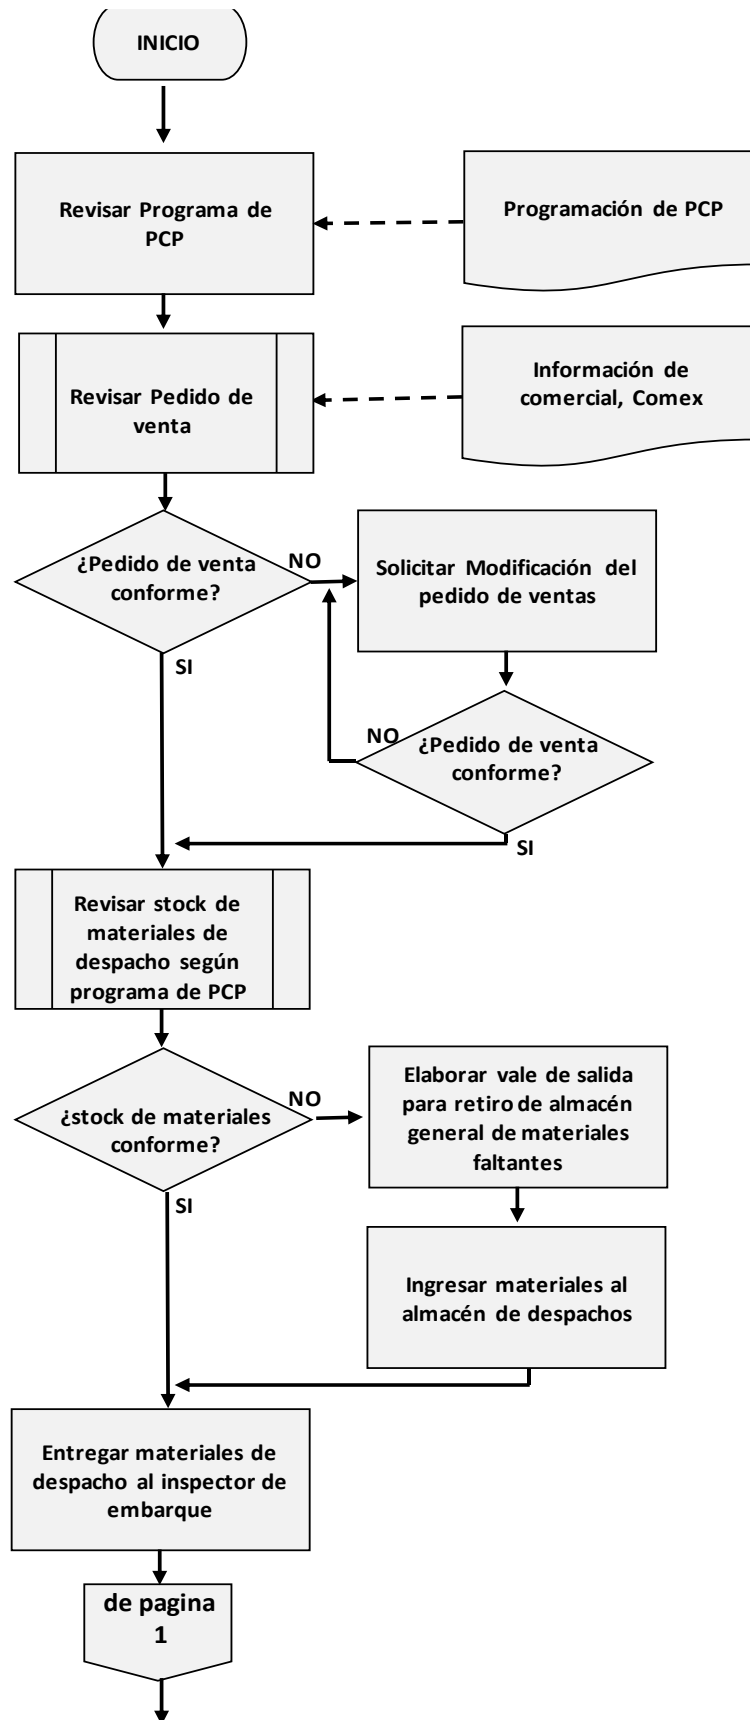 INICIO
Revisar Programa de
PCP
Programación de PCP
Revisar Pedido de
venta
Información de
comercial, Comex
¿Pedido de venta
conforme?
NO
Solicitar Modificación del
pedido de ventas
SI
NO
¿Pedido de venta
conforme?
SI
Revisar stock de
materiales de
despacho según
programa de PCP
¿stock de materiales
conforme?
NO
Elaborar vale de salida
para retiro de almacén
general de materiales
faltantes
SI
Ingresar materiales al
almacén de despachos
Entregar materiales de
despacho al inspector de
embarque
de pagina
1